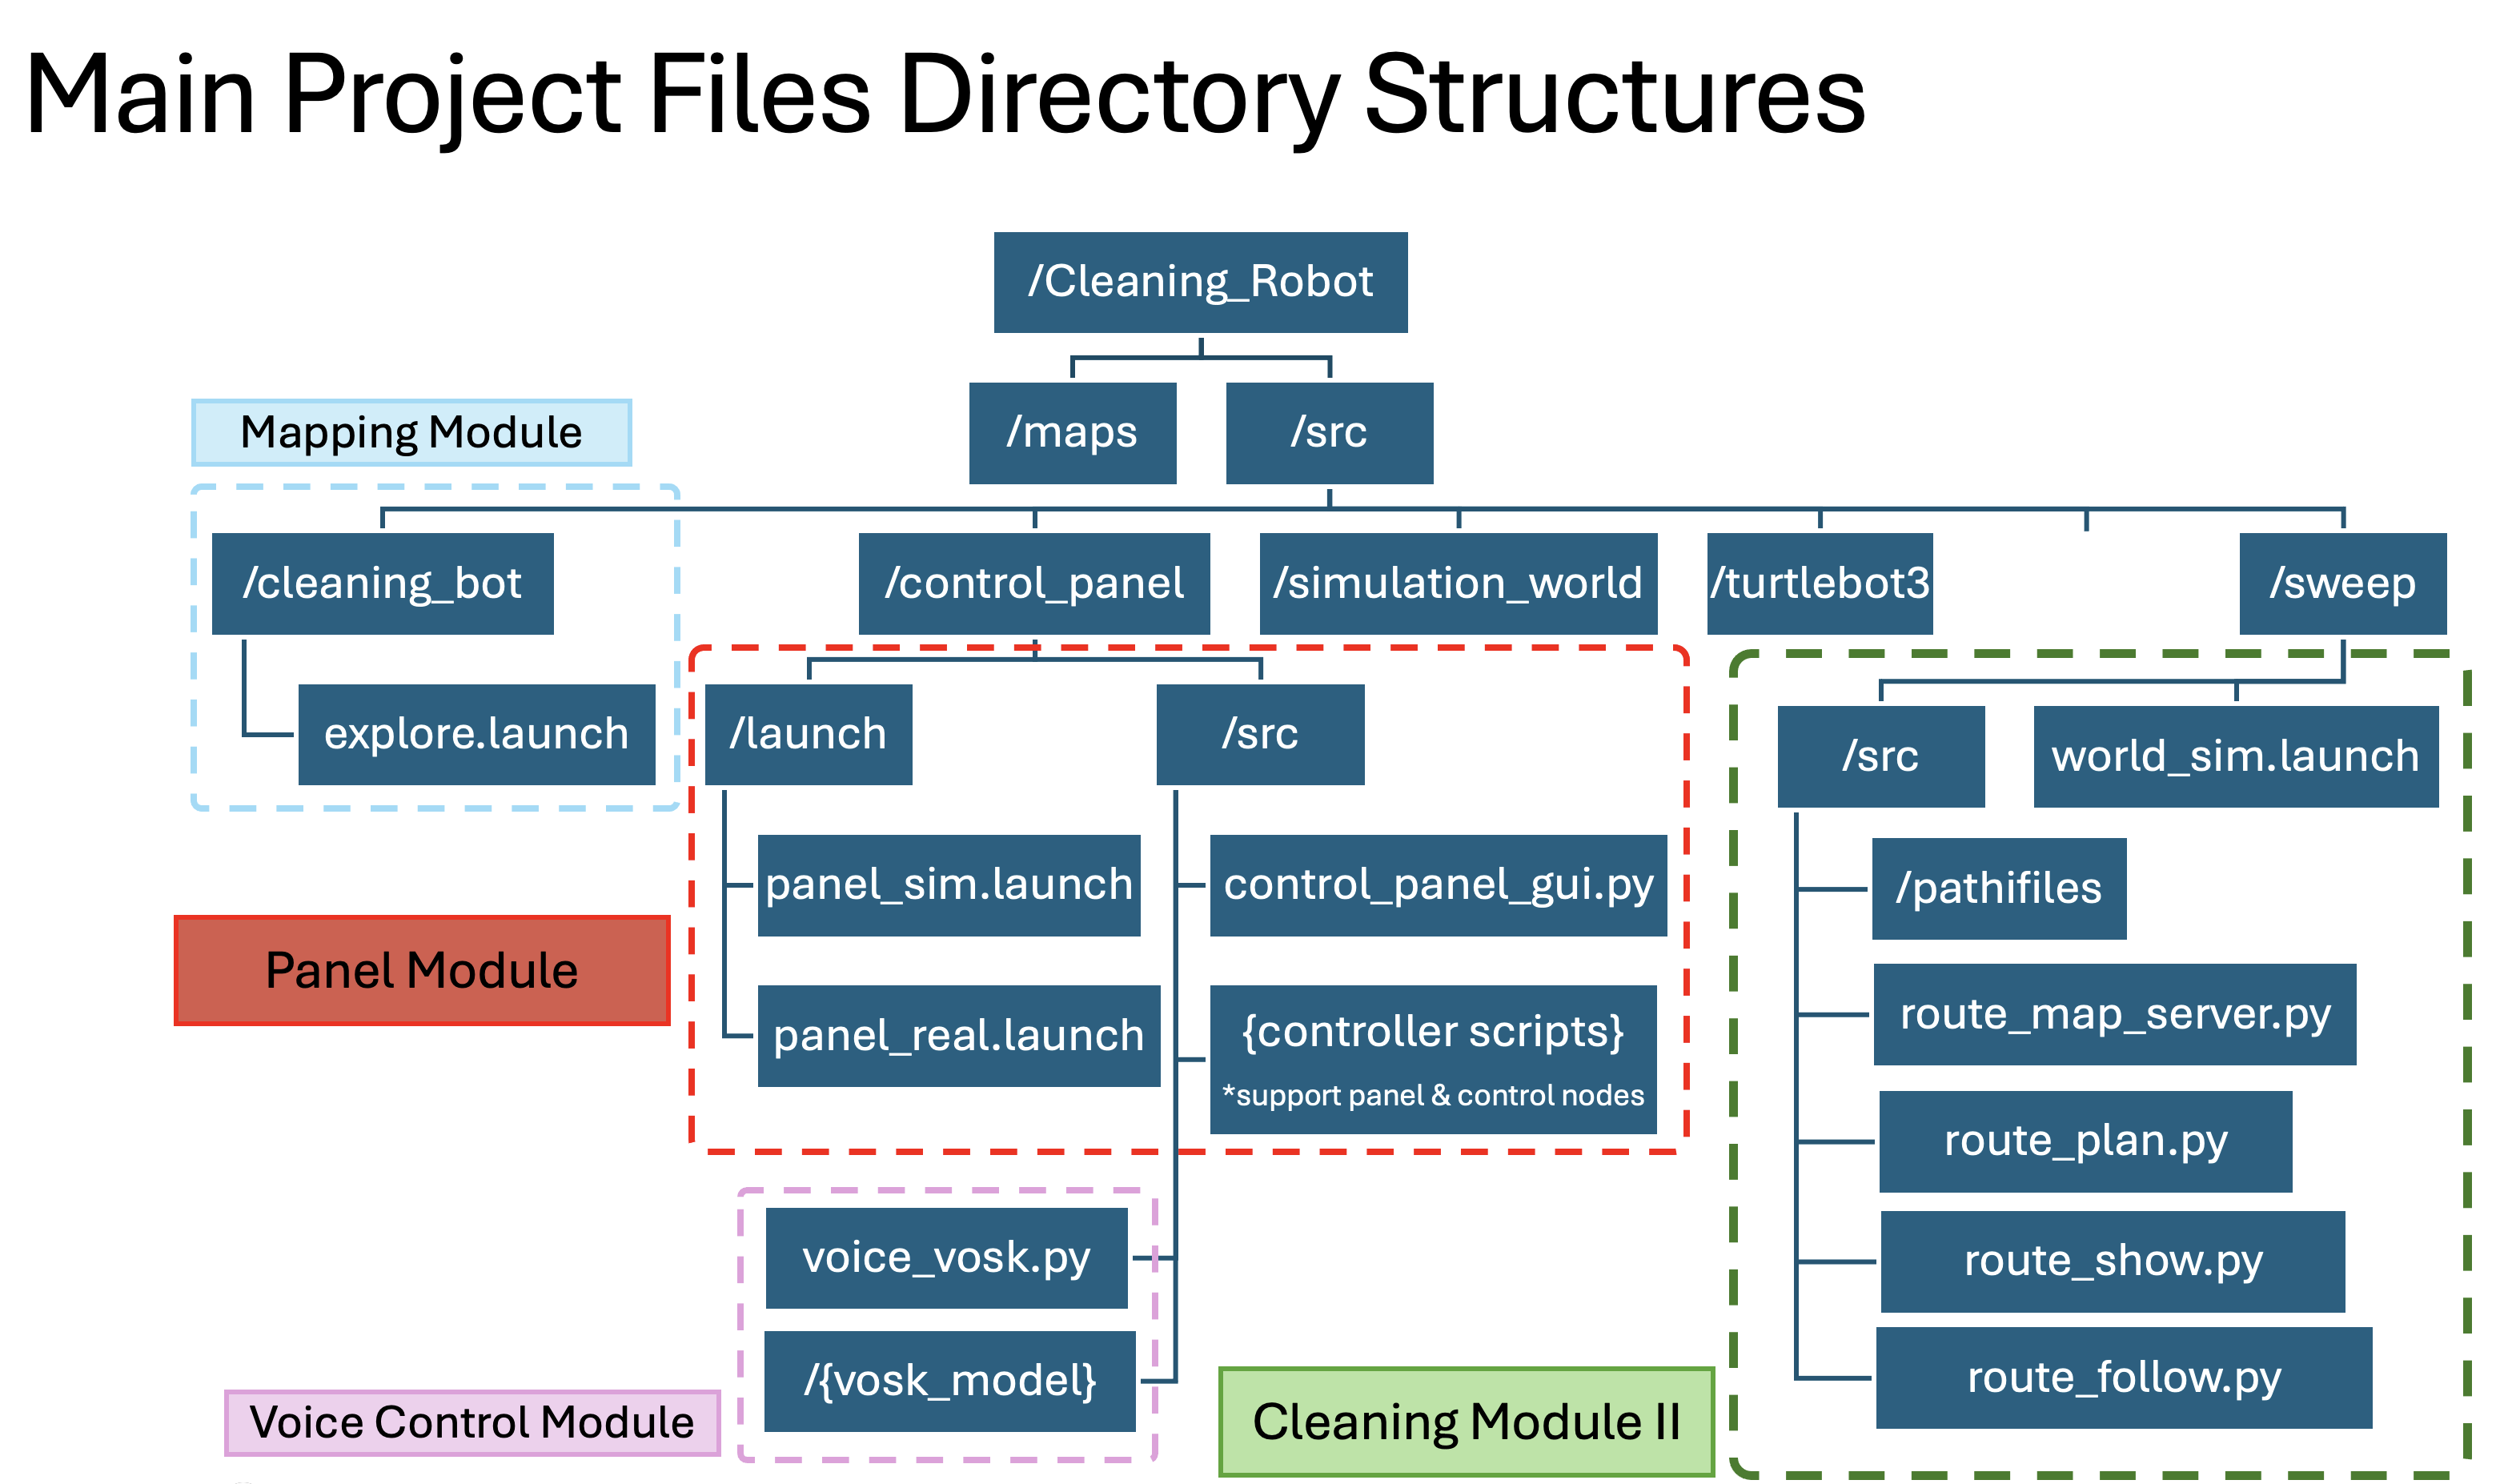 Main Project Files Directory Structures
/Cleaning_Robot
/maps
/src
Mapping Module
/cleaning_bot
/control_panel
/simulation_world
/turtlebot3
/sweep
explore.launch
/launch
/src
/src
world_sim.launch
panel_sim.launch
control_panel_gui.py
/pathifiles
Panel Module
panel_real.launch
{controller scripts}
*support panel & control nodes
route_map_server.py
route_plan.py
voice_vosk.py
route_show.py
/{vosk_model}
route_follow.py
Voice Control Module
Cleaning Module II